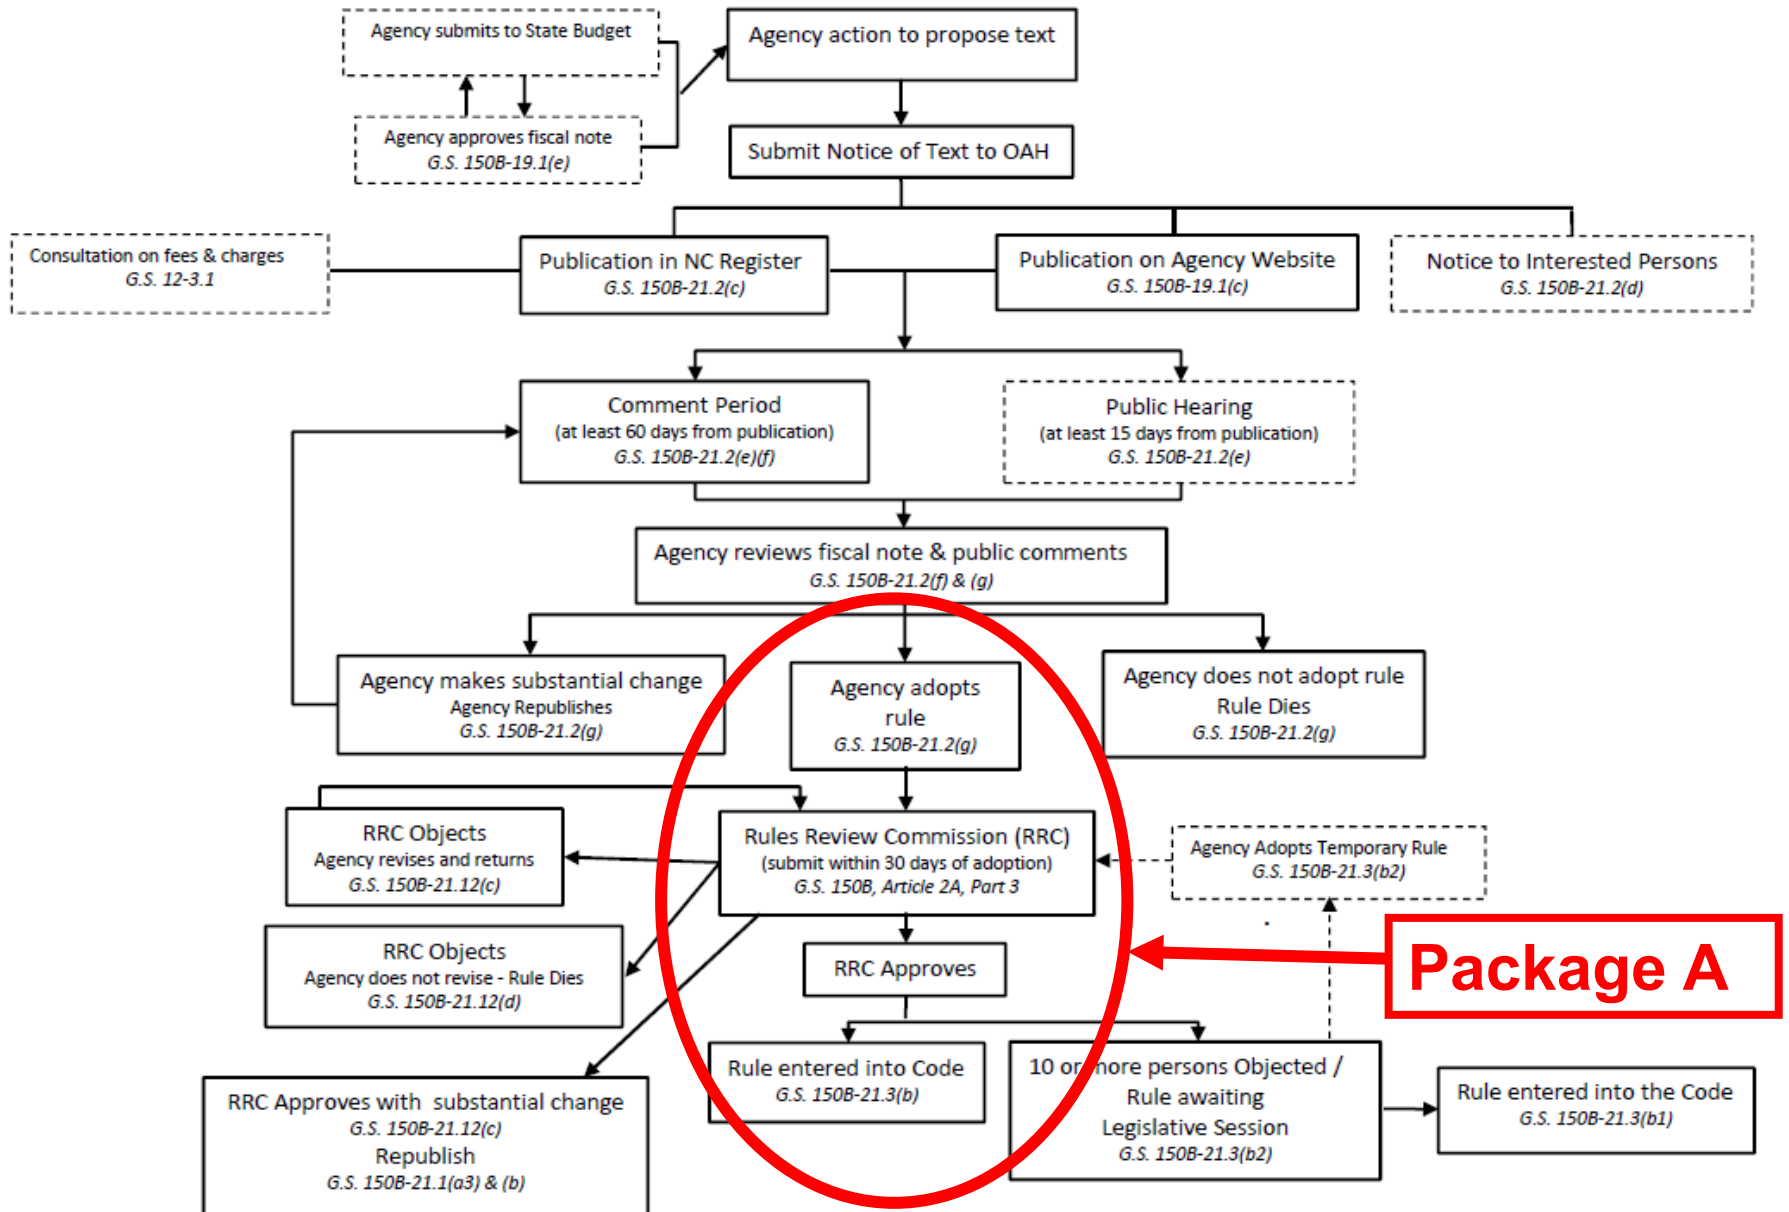 Agency submits to State Budget
Agency action to propose text
Agency approves fiscal note
G.S. 150B-19.1(e)
Submit Notice of Text to OAH
Consultation on fees & charges
G.S. 12-3.1
Publication in NC Register
G.S. 150B-21.2(c)
Publication on Agency Website
G.S. 150B-19.1(c)
Notice to Interested Persons
G.S. 150B-21.2(d)
Comment Period
(at least 60 days from publication)
G.S. 150B-21.2(e)(f)
Public Hearing
(at least 15 days from publication)
G.S. 150B-21.2(e)
Agency reviews fiscal note & public comments
G.S. 150B-21.2(f) & (g)
Agency makes substantial change
Agency Republishes
G.S. 150B-21.2(g)
Agency adopts
rule
G.S. 150B-21.2(g)
Agency does not adopt rule
Rule Dies
G.S. 150B-21.2(g)
RRC Objects
Agency revises and returns
G.S. 150B-21.12(c)
Rules Review Commission (RRC)
(submit within 30 days of adoption)
G.S. 150B, Article 2A, Part 3
Agency Adopts Temporary Rule
G.S. 150B-21.3(b2)
RRC Objects
Agency does not revise - Rule Dies
G.S. 150B-21.12(d)
RRC Approves
Package A
Rule entered into Code
G.S. 150B-21.3(b)
10 or more persons Objected /
Rule awaiting
Legislative Session
G.S. 150B-21.3(b2)
Rule entered into the Code
G.S. 150B-21.3(b1)
RRC Approves with substantial change
G.S. 150B-21.12(c)
Republish
G.S. 150B-21.1(a3) & (b)